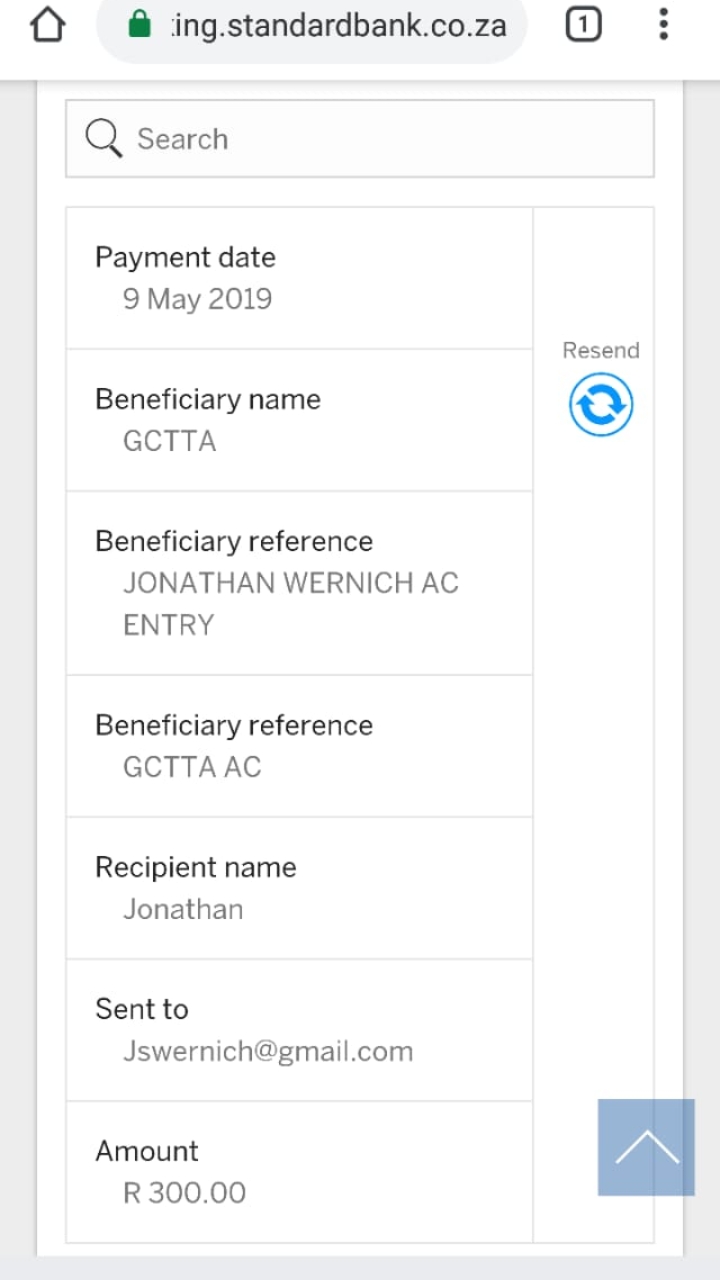 :ing.standardbank.co.za
1
Search
Payment date
9 May 2019
Resend
Beneficiary name
GCTTA
Beneficiary reference
JONATHAN WERNICH AC
ENTRY
Beneficiary reference
GCTTA AC
Recipient name
Jonathan
Sent to
Jswernich@gmail.com
Amount
R 300.00